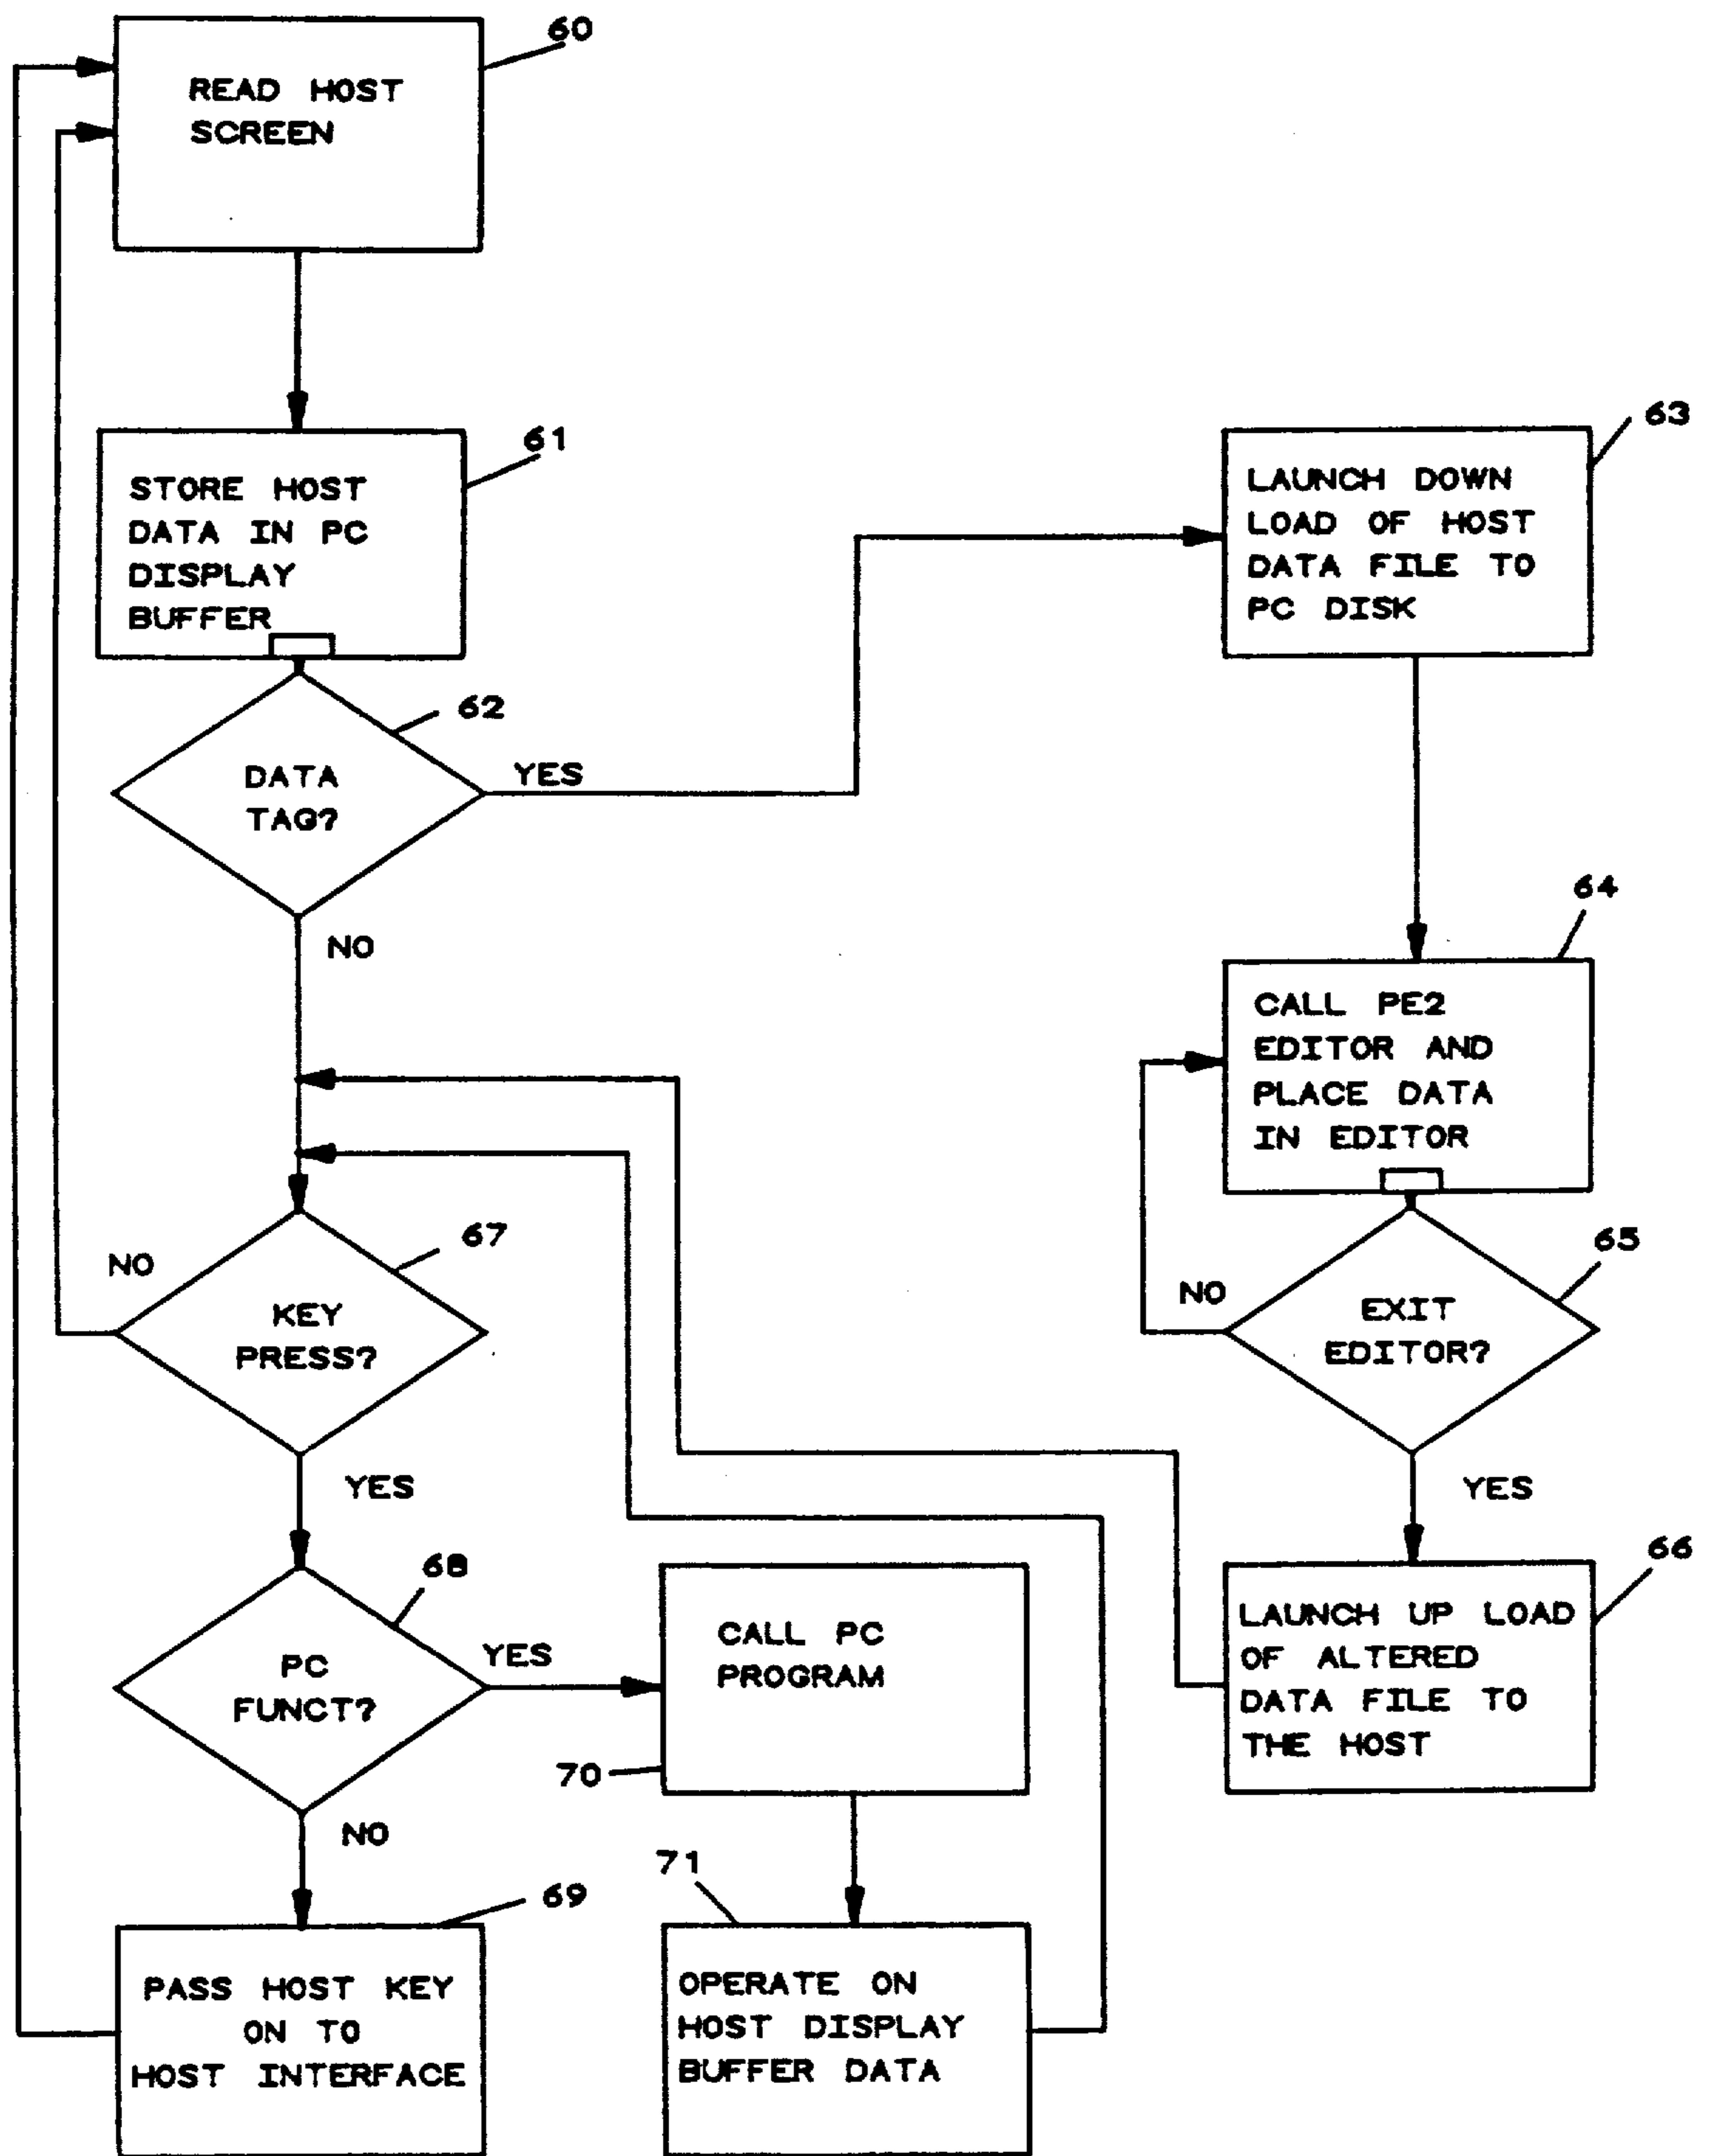 60
READ HOST
SCREEN
61
STORE HOST
DATA IN PC
DISPLAY
BUFFER
62
DATA
TAG?
YES
NO
63
LAUNCH DOWN
LOAD OF HOST
DATA FILE TO
PC DISK
64
CALL PE2
EDITOR AND
PLACE DATA
IN EDITOR
65
EXIT
EDITOR?
NO
YES
66
LAUNCH UP LOAD
OF ALTERED
DATA FILE TO
THE HOST
67
KEY
PRESS?
NO
YES
68
PC
FUNCT?
YES
NO
69
PASS HOST KEY
ON TO
HOST INTERFACE
CALL PC
PROGRAM
70
71
OPERATE ON
HOST DISPLAY
BUFFER DATA